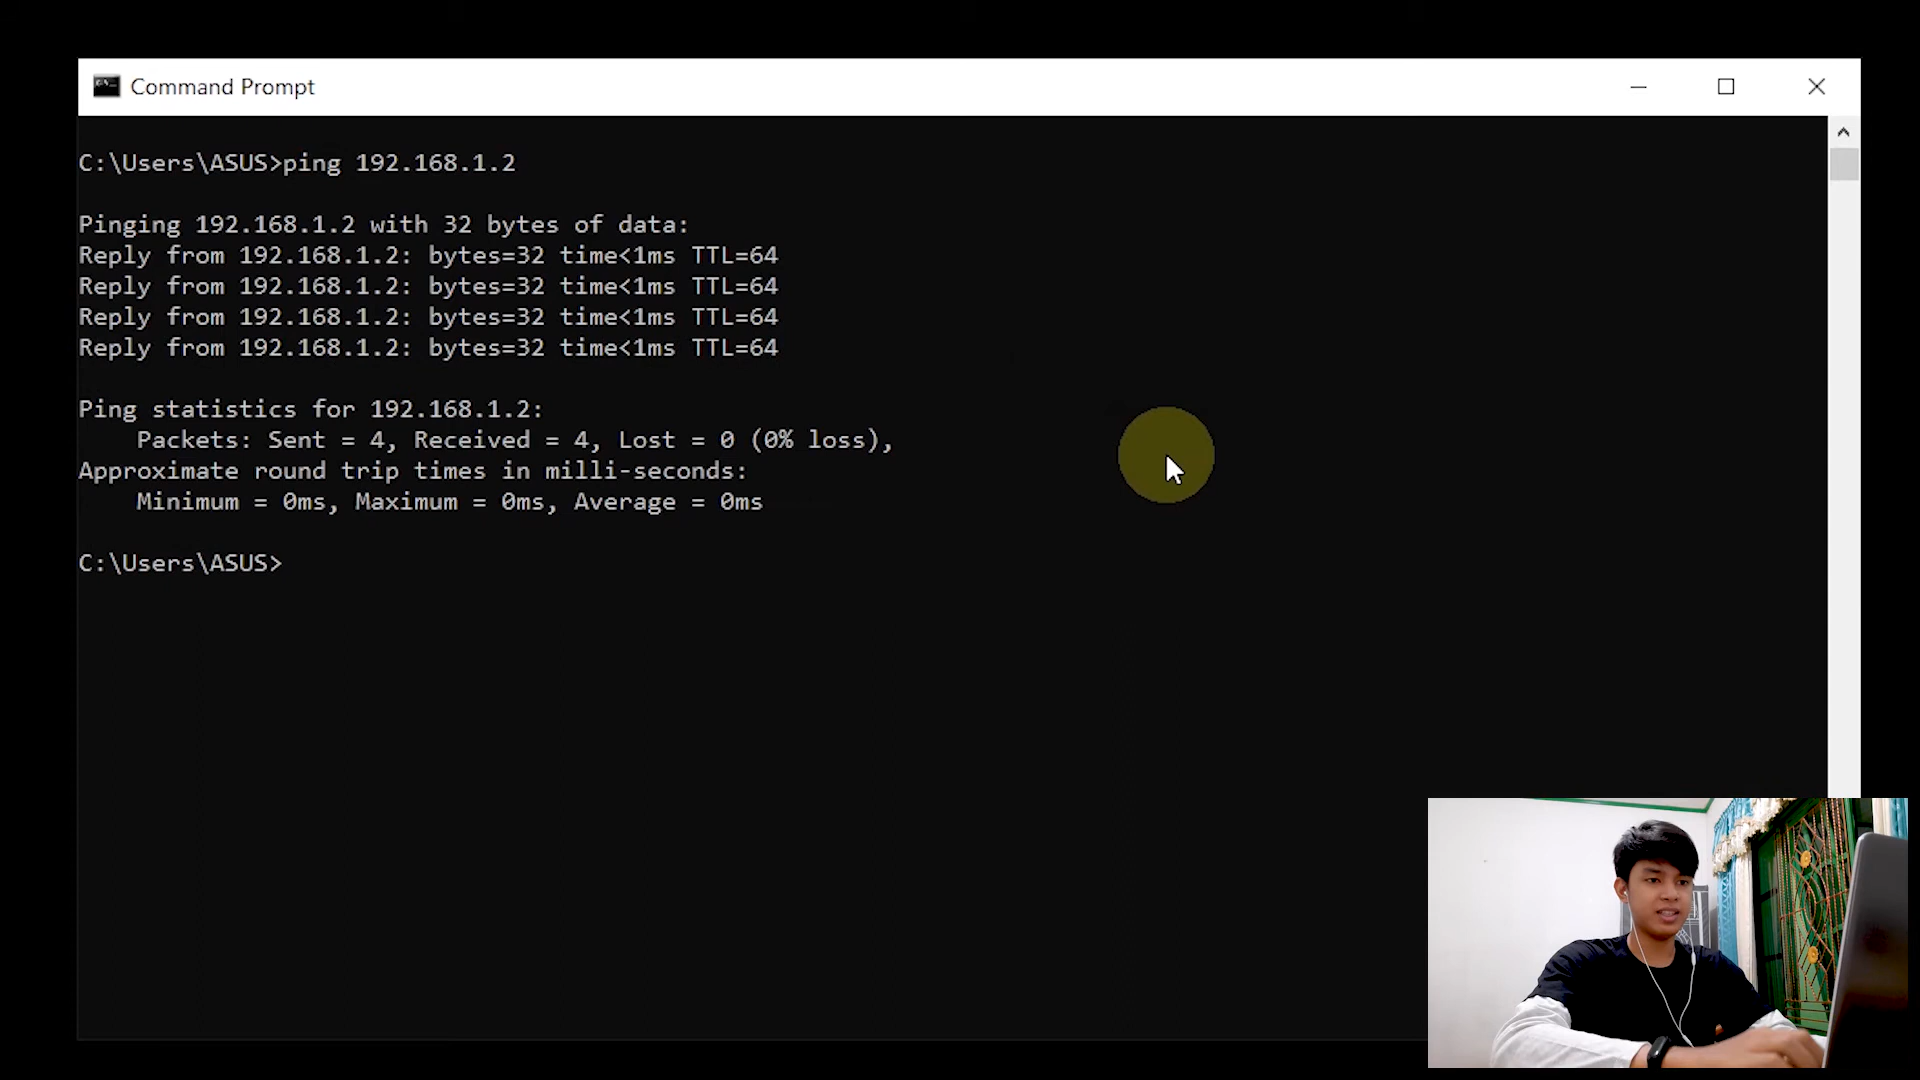 Command Prompt
C:\Users\ASUS>ping 192.168.1.2
Pinging 192.168.1.2 with 32 bytes of data:
Reply from 192.168.1.2: bytes=32 time<1ms TTL=64
Reply from 192.168.1.2: bytes=32 time<1ms TTL=64
Reply from 192.168.1.2: bytes=32 time<1ms TTL=64
Reply from 192.168.1.2: bytes=32 time<1ms TTL=64
Ping statistics for 192.168.1.2:
    Packets: Sent = 4, Received = 4, Lost = 0 (0% loss),
Approximate round trip times in milli-seconds:
    Minimum = 0ms, Maximum = 0ms, Average = 0ms
C:\Users\ASUS>